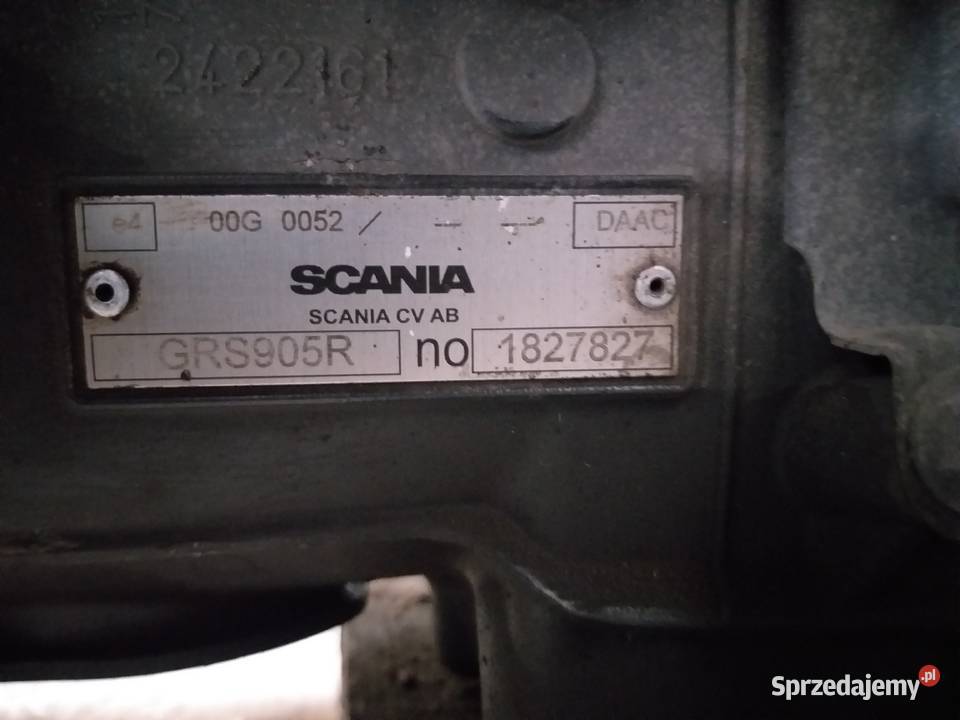 2422161
e4 00G 0052 / — — DAAC
SCANIA
SCANIA CV AB
GRS905R no 1827827
Sprzedajemy.pl